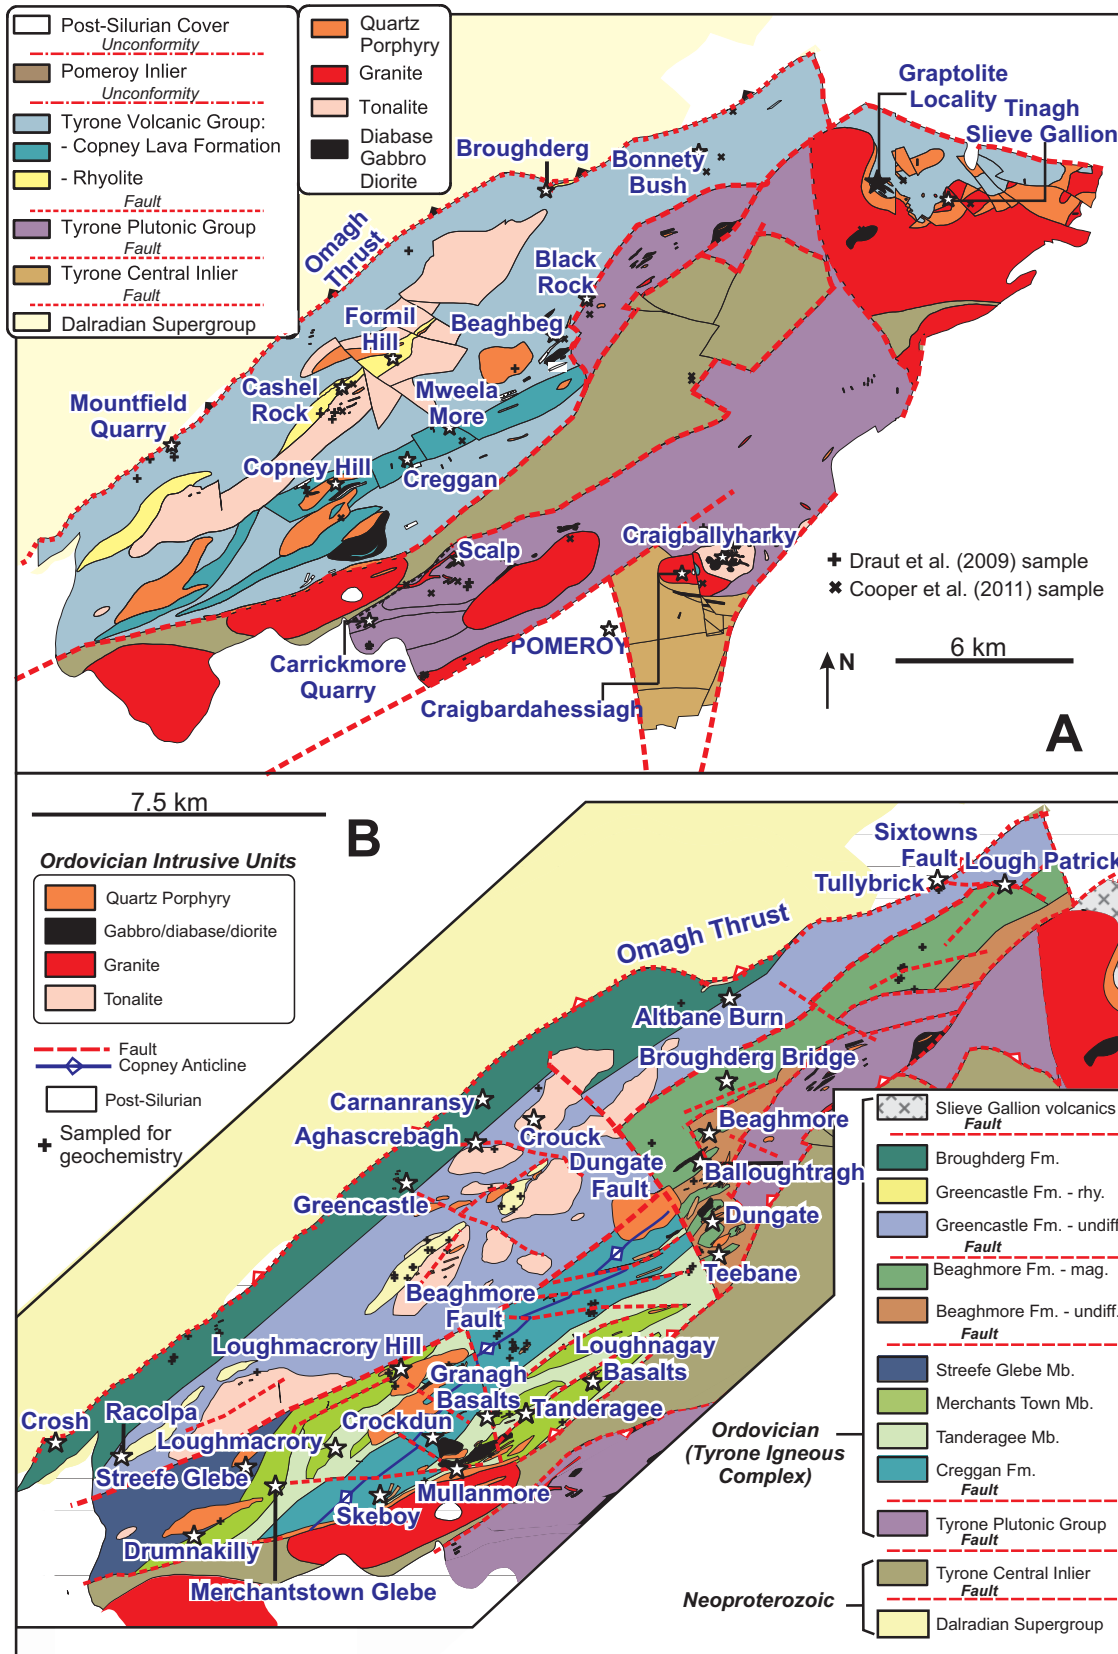 Post-Silurian Cover
Unconformity
Pomeroy Inlier
Unconformity
Tyrone Volcanic Group:
- Copney Lava Formation
- Rhyolite
Fault
Tyrone Plutonic Group
Fault
Tyrone Central Inlier
Fault
Dalradian Supergroup
Quartz
Porphyry
Granite
Tonalite
Diabase
Gabbro
Diorite
Graptolite
Locality
Tinagh
Slieve Gallion
Broughderg
Bonnety
Bush
Omagh
Thrust
Black
Rock
Formil
Hill
Beaghbeg
Cashel
Rock
Mweela
More
Mountfield
Quarry
Copney Hill
Creggan
Scalp
Craigballyharky
+ Draut et al. (2009) sample
× Cooper et al. (2011) sample
POMEROY
6 km
N
Carrickmore
Quarry
Craigbardahessiagh
A
7.5 km
B
Ordovician Intrusive Units
Quartz Porphyry
Gabbro/diabase/diorite
Granite
Tonalite
Fault
Copney Anticline
Post-Silurian
+ Sampled for
geochemistry
Sixtowns
Fault
Lough Patrick
Tullybrick
Omagh Thrust
Altbane Burn
Broughderg Bridge
Carnanransy
Aghascrebagh
Crouck
Beaghmore
Dungate
Fault
Balloughtragh
Greencastle
Dungate
Teebane
Beaghmore
Fault
Loughmacrory Hill
Loughnagay
Basalts
Granagh
Basalts
Crosh
Racolpa
Crockdun
Tanderagee
Loughmacrory
Streefe Glebe
Mullanmore
Skeboy
Drumnakilly
Merchantstown Glebe
Slieve Gallion volcanics
Fault
Broughderg Fm.
Greencastle Fm. - rhy.
Greencastle Fm. - undiff.
Fault
Beaghmore Fm. - mag.
Beaghmore Fm. - undiff.
Fault
Streefe Glebe Mb.
Merchants Town Mb.
Tanderagee Mb.
Creggan Fm.
Fault
Tyrone Plutonic Group
Fault
Tyrone Central Inlier
Fault
Dalradian Supergroup
Ordovician
(Tyrone Igneous
Complex)
Neoproterozoic